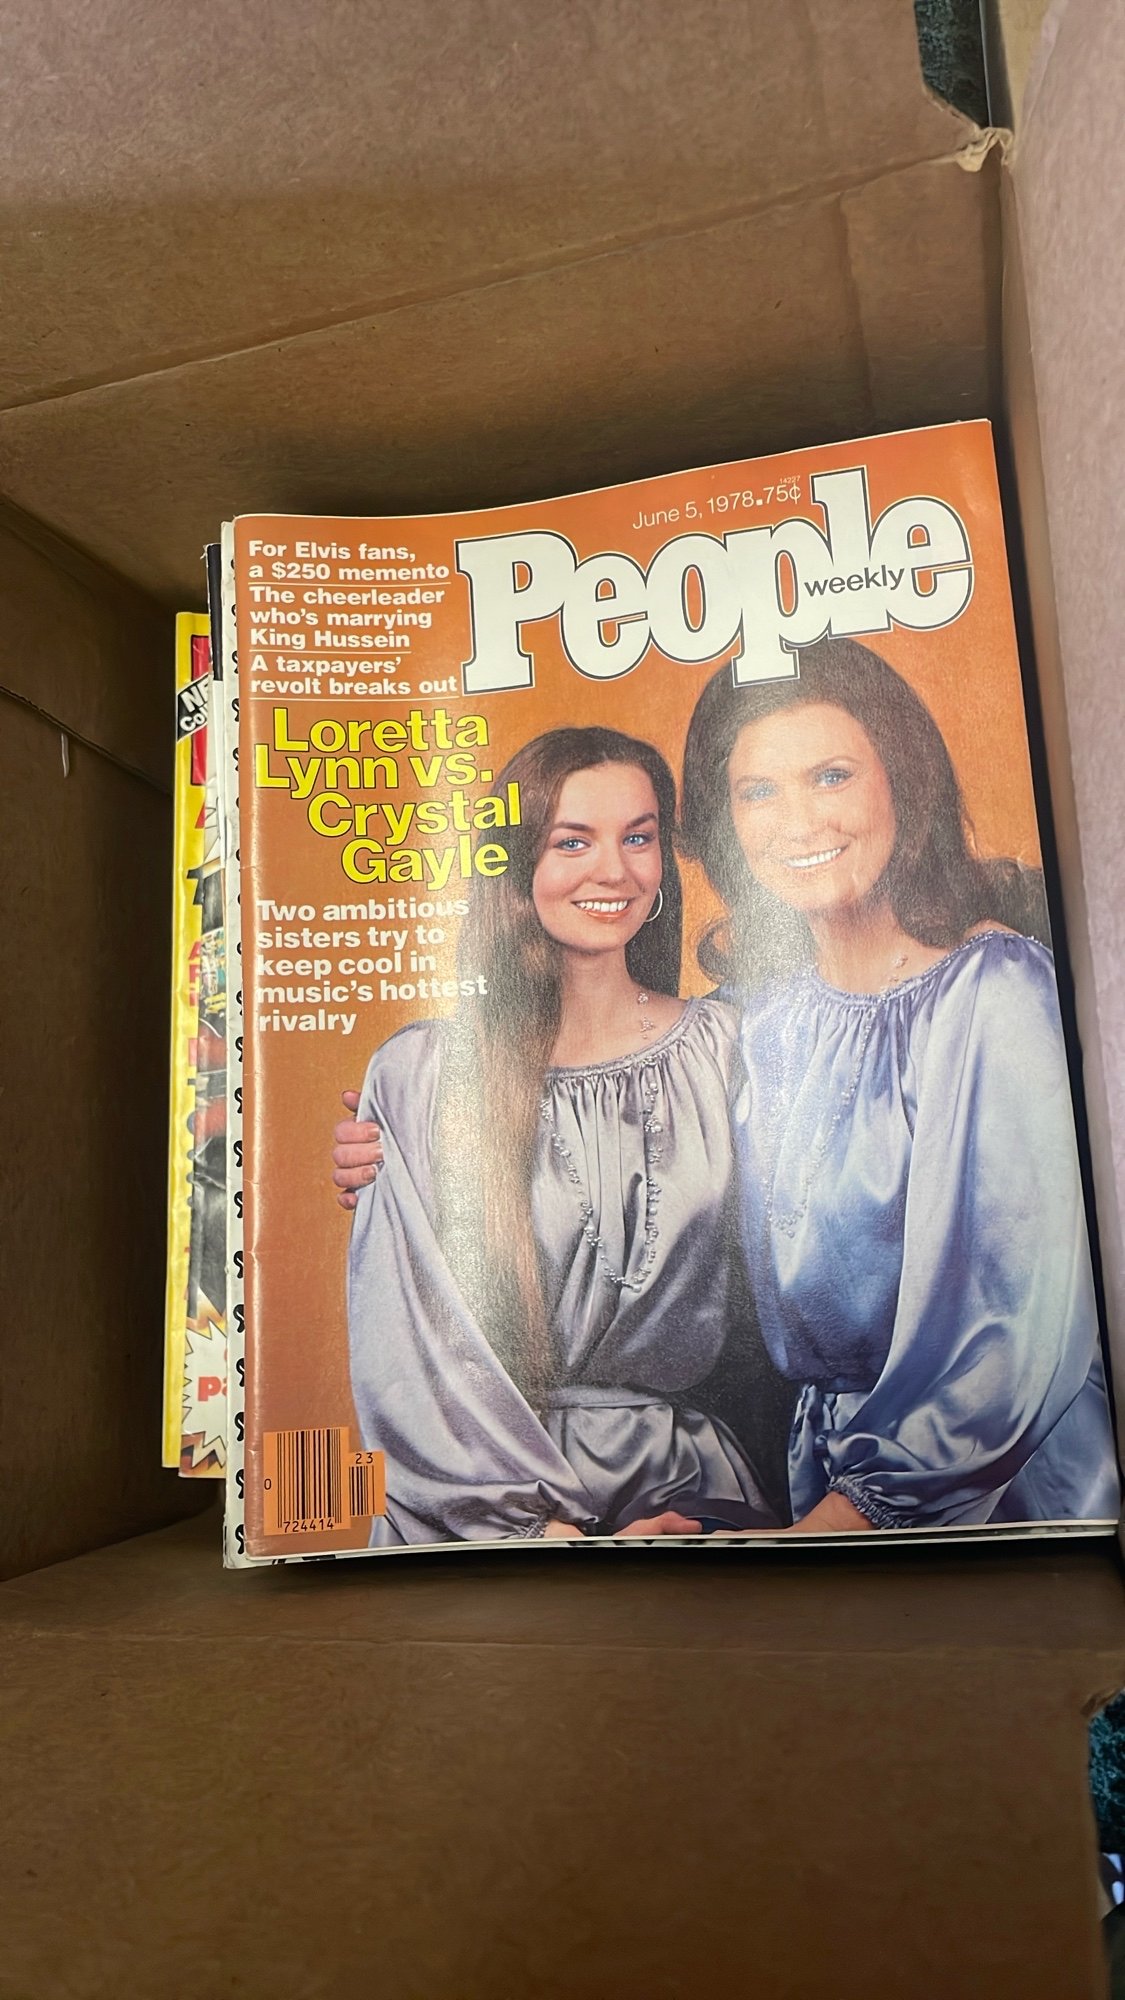 June 5, 1978.75¢
14227
People
weekly
For Elvis fans,
a $250 memento
The cheerleader
who's marrying
King Hussein
A taxpayers'
revolt breaks out
Loretta
Lynn vs.
Crystal
Gayle
Two ambitious
sisters try to
keep cool in
music's hottest
rivalry
23
0
724414